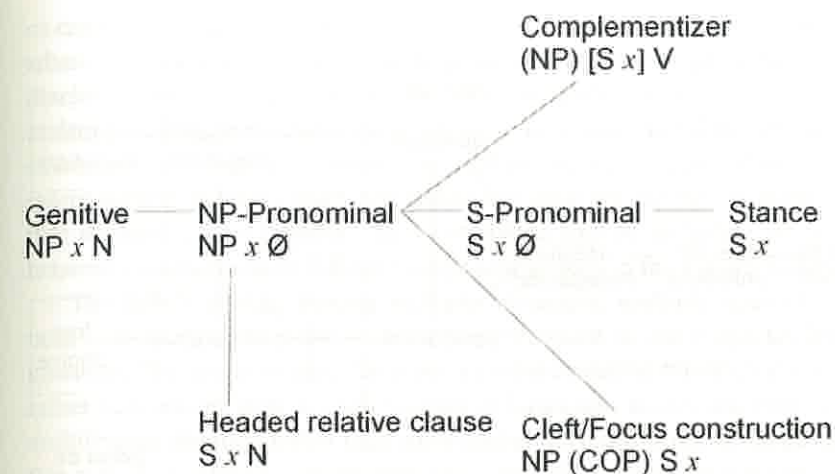 Complementizer
(NP) [S x] V
Genitive NP-Pronominal S-Pronominal Stance
NP x N NP x Ø S x Ø S x
Headed relative clause Cleft/Focus construction
S x N NP (COP) S x